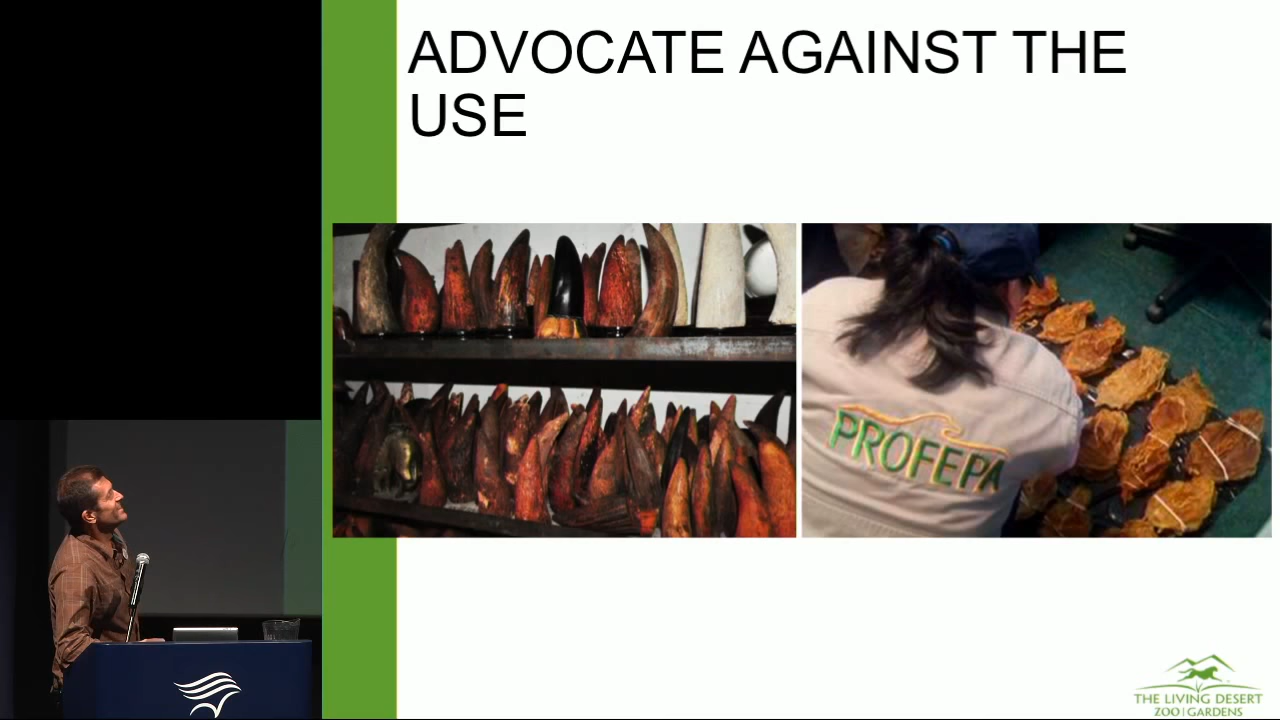 ADVOCATE AGAINST THE
USE
PROFEPA
THE LIVING DESERT
ZOO | GARDENS